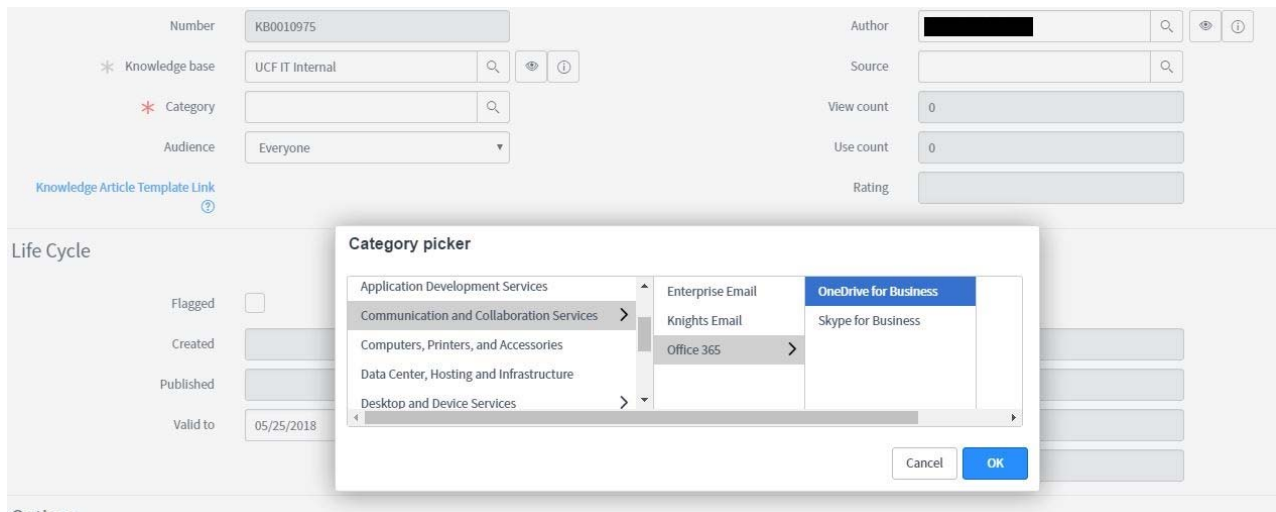 Number
KB0010975
Author
Knowledge base
UCF IT Internal
Source
Category
View count
0
Audience
Everyone
Use count
0
Knowledge Article Template Link
Rating
Life Cycle
Category picker
Application Development Services
Enterprise Email
OneDrive for Business
Flagged
Communication and Collaboration Services
Knights Email
Skype for Business
Created
Computers, Printers, and Accessories
Office 365
Data Center, Hosting and Infrastructure
Published
Desktop and Device Services
Valid to
05/25/2018
Cancel
OK